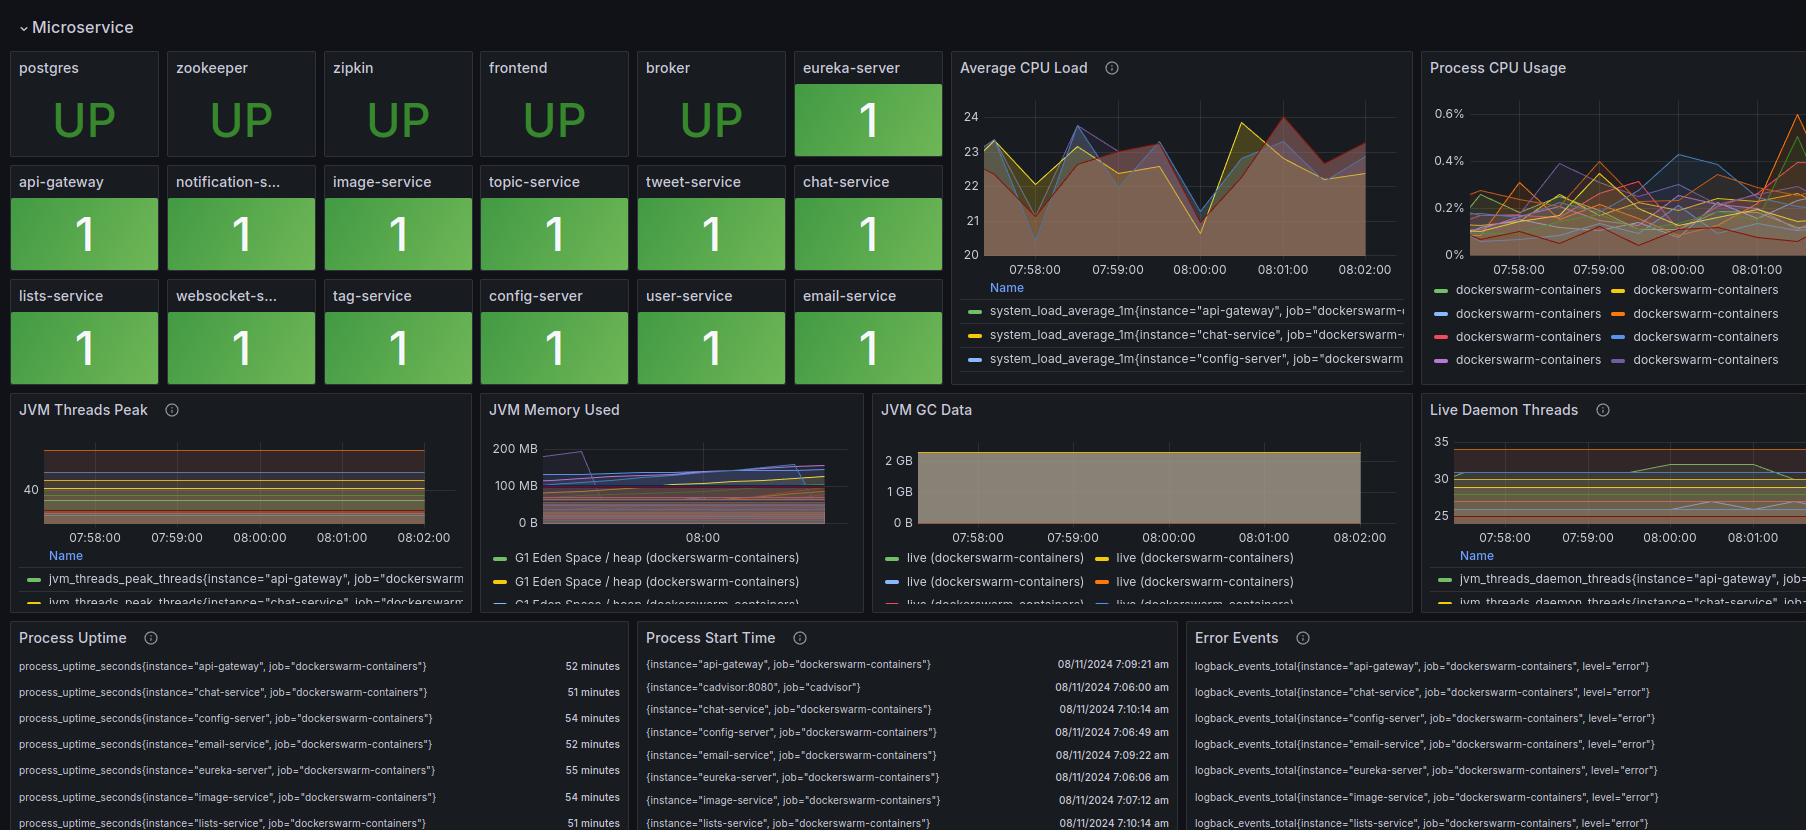 Microservice
postgres
UP
zookeeper
UP
zipkin
UP
frontend
UP
broker
UP
eureka-server
1
api-gateway
1
notification-s...
1
image-service
1
topic-service
1
tweet-service
1
chat-service
1
lists-service
1
websocket-s...
1
tag-service
1
config-server
1
user-service
1
email-service
1
Average CPU Load
24
23
22
21
20
07:58:00 07:59:00 08:00:00 08:01:00 08:02:00
Name
system_load_average_1m{instance="api-gateway", job="dockerswarm-
system_load_average_1m{instance="chat-service", job="dockerswarm-
system_load_average_1m{instance="config-server", job="dockerswarm
Process CPU Usage
0.6%
0.4%
0.2%
0%
07:58:00 07:59:00 08:00:00 08:01:00
dockerswarm-containers dockerswarm-containers
dockerswarm-containers dockerswarm-containers
dockerswarm-containers dockerswarm-containers
dockerswarm-containers dockerswarm-containers
JVM Threads Peak
40
07:58:00 07:59:00 08:00:00 08:01:00 08:02:00
Name
jvm_threads_peak_threads{instance="api-gateway", job="dockerswarm
jvm_threads_peak_threads{instance="chat-service", job="dockerswarm
JVM Memory Used
200 MB
100 MB
0 B
08:00
G1 Eden Space / heap (dockerswarm-containers)
G1 Eden Space / heap (dockerswarm-containers)
G1 Eden Space / heap (dockerswarm-containers)
JVM GC Data
2 GB
1 GB
0 B
07:58:00 07:59:00 08:00:00 08:01:00 08:02:00
live (dockerswarm-containers) live (dockerswarm-containers)
live (dockerswarm-containers) live (dockerswarm-containers)
live (dockerswarm-containers) live (dockerswarm-containers)
Live Daemon Threads
35
30
25
07:58:00 07:59:00 08:00:00 08:01:00
Name
jvm_threads_daemon_threads{instance="api-gateway", job=
jvm_threads_daemon_threads{instance="chat-service", job=
Process Uptime
process_uptime_seconds{instance="api-gateway", job="dockerswarm-containers"} 52 minutes
process_uptime_seconds{instance="chat-service", job="dockerswarm-containers"} 51 minutes
process_uptime_seconds{instance="config-server", job="dockerswarm-containers"} 54 minutes
process_uptime_seconds{instance="email-service", job="dockerswarm-containers"} 52 minutes
process_uptime_seconds{instance="eureka-server", job="dockerswarm-containers"} 55 minutes
process_uptime_seconds{instance="image-service", job="dockerswarm-containers"} 54 minutes
process_uptime_seconds{instance="lists-service", job="dockerswarm-containers"} 51 minutes
Process Start Time
{instance="api-gateway", job="dockerswarm-containers"} 08/11/2024 7:09:21 am
{instance="cadvisor:8080", job="cadvisor"} 08/11/2024 7:06:00 am
{instance="chat-service", job="dockerswarm-containers"} 08/11/2024 7:10:14 am
{instance="config-server", job="dockerswarm-containers"} 08/11/2024 7:06:49 am
{instance="email-service", job="dockerswarm-containers"} 08/11/2024 7:09:22 am
{instance="eureka-server", job="dockerswarm-containers"} 08/11/2024 7:06:06 am
{instance="image-service", job="dockerswarm-containers"} 08/11/2024 7:07:12 am
{instance="lists-service", job="dockerswarm-containers"} 08/11/2024 7:10:14 am
Error Events
logback_events_total{instance="api-gateway", job="dockerswarm-containers", level="error"}
logback_events_total{instance="chat-service", job="dockerswarm-containers", level="error"}
logback_events_total{instance="config-server", job="dockerswarm-containers", level="error"}
logback_events_total{instance="email-service", job="dockerswarm-containers", level="error"}
logback_events_total{instance="eureka-server", job="dockerswarm-containers", level="error"}
logback_events_total{instance="image-service", job="dockerswarm-containers", level="error"}
logback_events_total{instance="lists-service", job="dockerswarm-containers", level="error"}